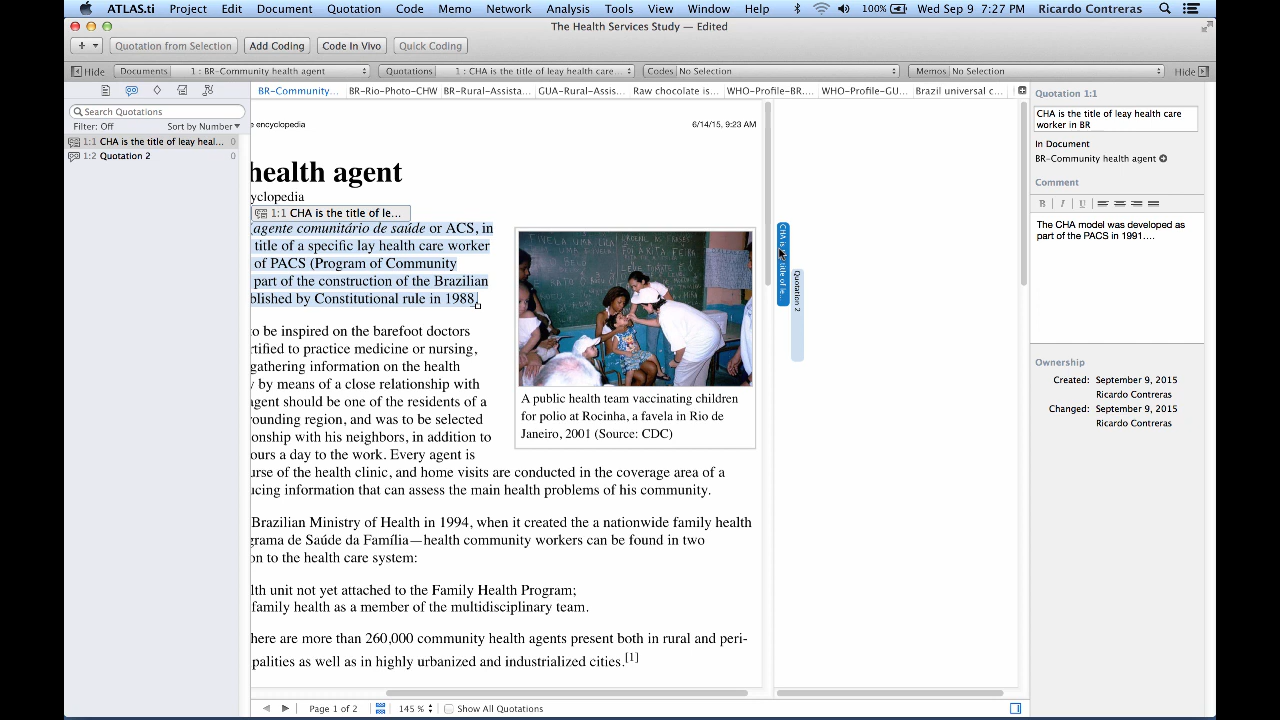 ATLAS.ti Project Edit Document Quotation Code Memo Network Analysis Tools View Window Help 100% Wed Sep 9 7:27 PM Ricardo Contreras
The Health Services Study — Edited
+ Quotation from Selection Add Coding Code In Vivo Quick Coding
Hide Documents 1 : BR-Community health agent Quotations 1 : CHA is the title of leay health care... Codes No Selection Memos No Selection Hide
BR-Community... BR-Rio-Photo-CHW BR-Rural-Assista... GUA-Rural-Assis... Raw chocolate is... WHO-Profile-BR.... WHO-Profile-GU... Brazil universal c...
Search Quotations
Filter: Off Sort by Number
1:1 CHA is the title of leay heal... 0
1:2 Quotation 2 0
e encyclopedia 6/14/15, 9:23 AM
health agent
yclopedia
1:1 CHA is the title of le...
(agente comunitário de saúde or ACS, in
title of a specific lay health care worker
of PACS (Program of Community
part of the construction of the Brazilian
blished by Constitutional rule in 1988.
to be inspired on the barefoot doctors
rtified to practice medicine or nursing,
gathering information on the health
y by means of a close relationship with
agent should be one of the residents of a
rounding region, and was to be selected
onship with his neighbors, in addition to
ours a day to the work. Every agent is
urse of the health clinic, and home visits are conducted in the coverage area of a
ucing information that can assess the main health problems of his community.
A public health team vaccinating children
for polio at Rocinha, a favela in Rio de
Janeiro, 2001 (Source: CDC)
Brazilian Ministry of Health in 1994, when it created the a nationwide family health
grama de Saúde da Família—health community workers can be found in two
on to the health care system:
lth unit not yet attached to the Family Health Program;
family health as a member of the multidisciplinary team.
here are more than 260,000 community health agents present both in rural and peri-
palities as well as in highly urbanized and industrialized cities.[1]
CHA is title of le...
Quotation 2
Quotation 1:1
CHA is the title of leay health care
worker in BR
In Document
BR-Community health agent
Comment
B I U
The CHA model was developed as
part of the PACS in 1991....
Ownership
Created: September 9, 2015
Ricardo Contreras
Changed: September 9, 2015
Ricardo Contreras
Page 1 of 2 145 % Show All Quotations